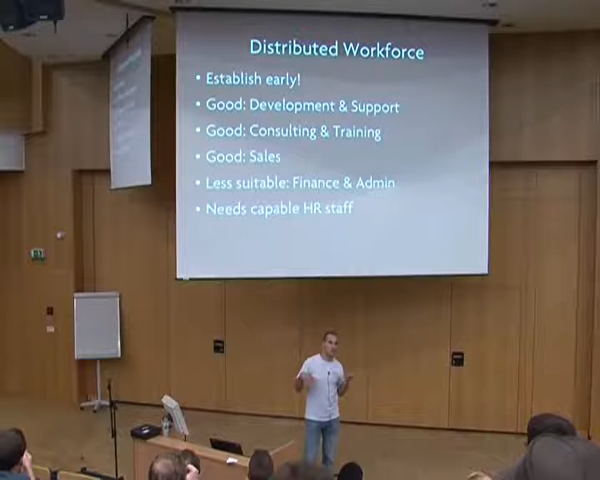 Distributed Workforce
• Establish early!
• Good: Development & Support
• Good: Consulting & Training
• Good: Sales
• Less suitable: Finance & Admin
• Needs capable HR staff